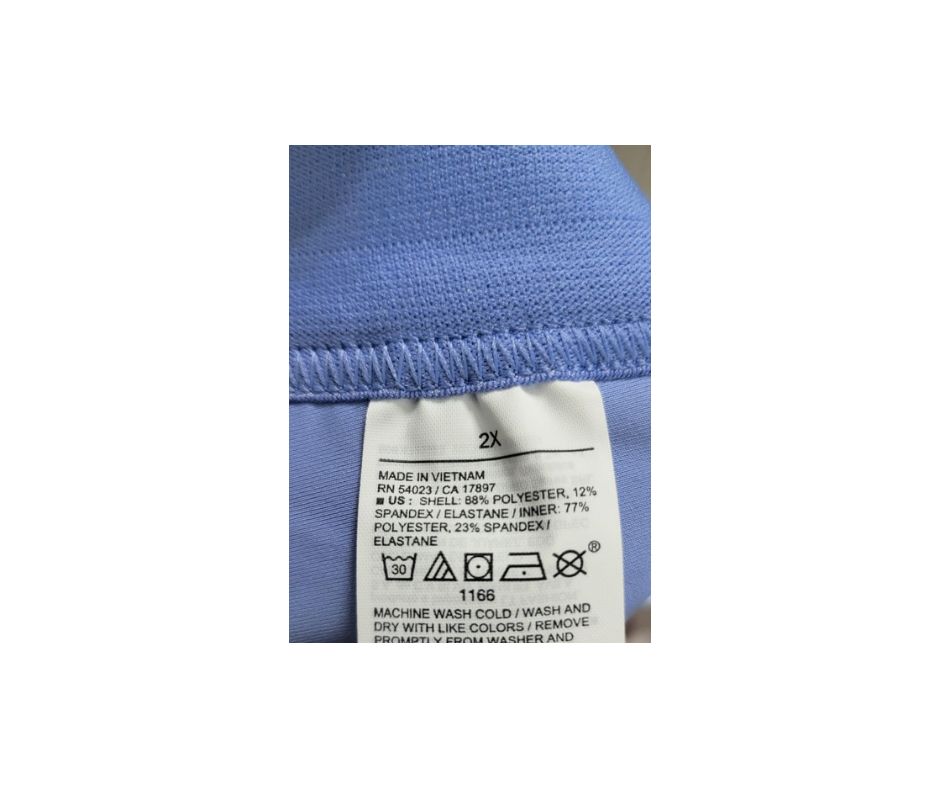 2X
MADE IN VIETNAM
RN 54023 / CA 17897
■ US : SHELL: 88% POLYESTER, 12%
SPANDEX / ELASTANE / INNER: 77%
POLYESTER, 23% SPANDEX /
ELASTANE
30 ®
1166
MACHINE WASH COLD / WASH AND
DRY WITH LIKE COLORS / REMOVE
PROMPTLY FROM WASHER AND